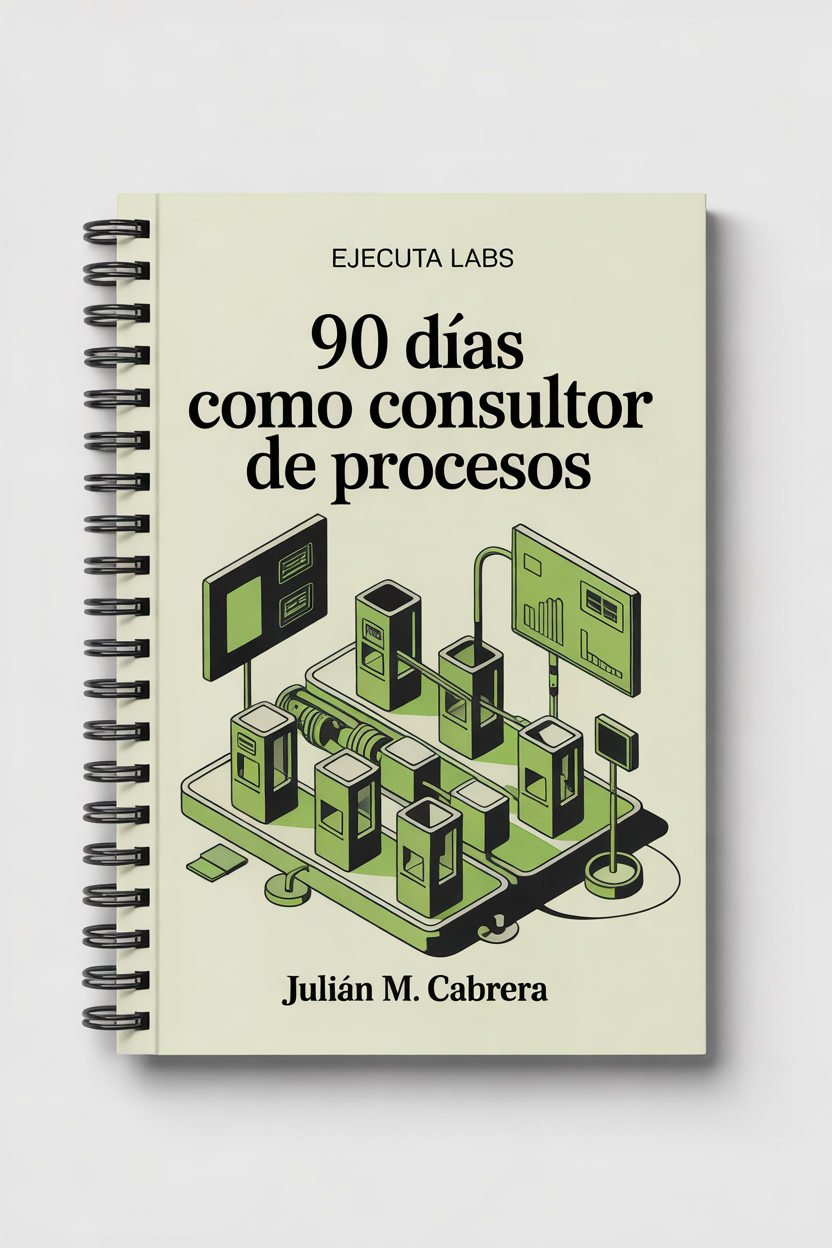 EJECUTA LABS
90 días
como consultor
de procesos
Julián M. Cabrera